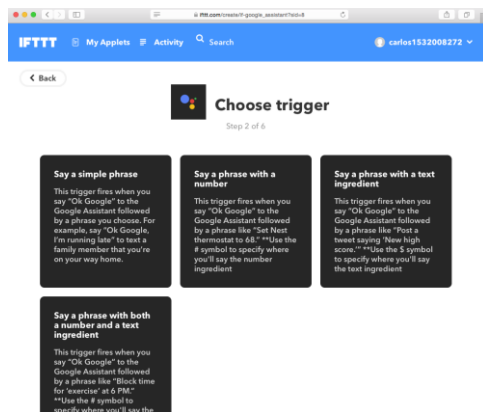 ifttt.com/create/if-google_assistant?sid=8
IFTTT
My Applets
Activity
Search
carlos1532008272
Back
Choose trigger
Step 2 of 6
Say a simple phrase
This trigger fires when you
say "Ok Google" to the
Google Assistant followed
by a phrase you choose. For
example, say "Ok Google,
I'm running late" to text a
family member that you're
on your way home.
Say a phrase with a
number
This trigger fires when you
say "Ok Google" to the
Google Assistant followed
by a phrase like "Set Nest
thermostat to 68." **Use the
# symbol to specify where
you'll say the number
ingredient
Say a phrase with a text
ingredient
This trigger fires when you
say "Ok Google" to the
Google Assistant followed
by a phrase like "Post a
tweet saying 'New high
score.'" **Use the $ symbol
to specify where you'll say
the text ingredient
Say a phrase with both
a number and a text
ingredient
This trigger fires when you
say "Ok Google" to the
Google Assistant followed
by a phrase like "Block time
for 'exercise' at 6 PM."
**Use the # symbol to
specify where you'll say the